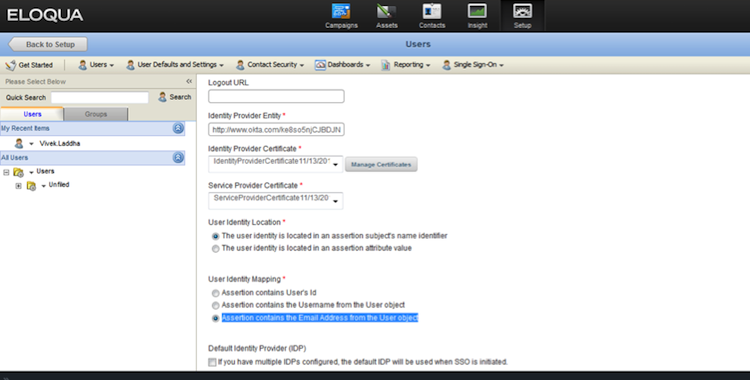 ELOQUA
Campaigns Assets Contacts Insight Setup
Back to Setup
Users
Get Started Users User Defaults and Settings Contact Security Dashboards Reporting Single Sign-On
Please Select Below
Quick Search Search
Users Groups
My Recent Items
Vivek.Laddha
All Users
Users
Unfiled
Logout URL
Identity Provider Entity *
http://www.okta.com/ke8so5njCJBDJN
Identity Provider Certificate *
IdentityProviderCertificate11/13/20
Manage Certificates
Service Provider Certificate *
ServiceProviderCertificate11/13/20
User Identity Location *
The user identity is located in an assertion subject's name identifier
The user identity is located in an assertion attribute value
User Identity Mapping *
Assertion contains User's Id
Assertion contains the Username from the User object
Assertion contains the Email Address from the User object
Default Identity Provider (IDP)
If you have multiple IDPs configured, the default IDP will be used when SSO is initiated.